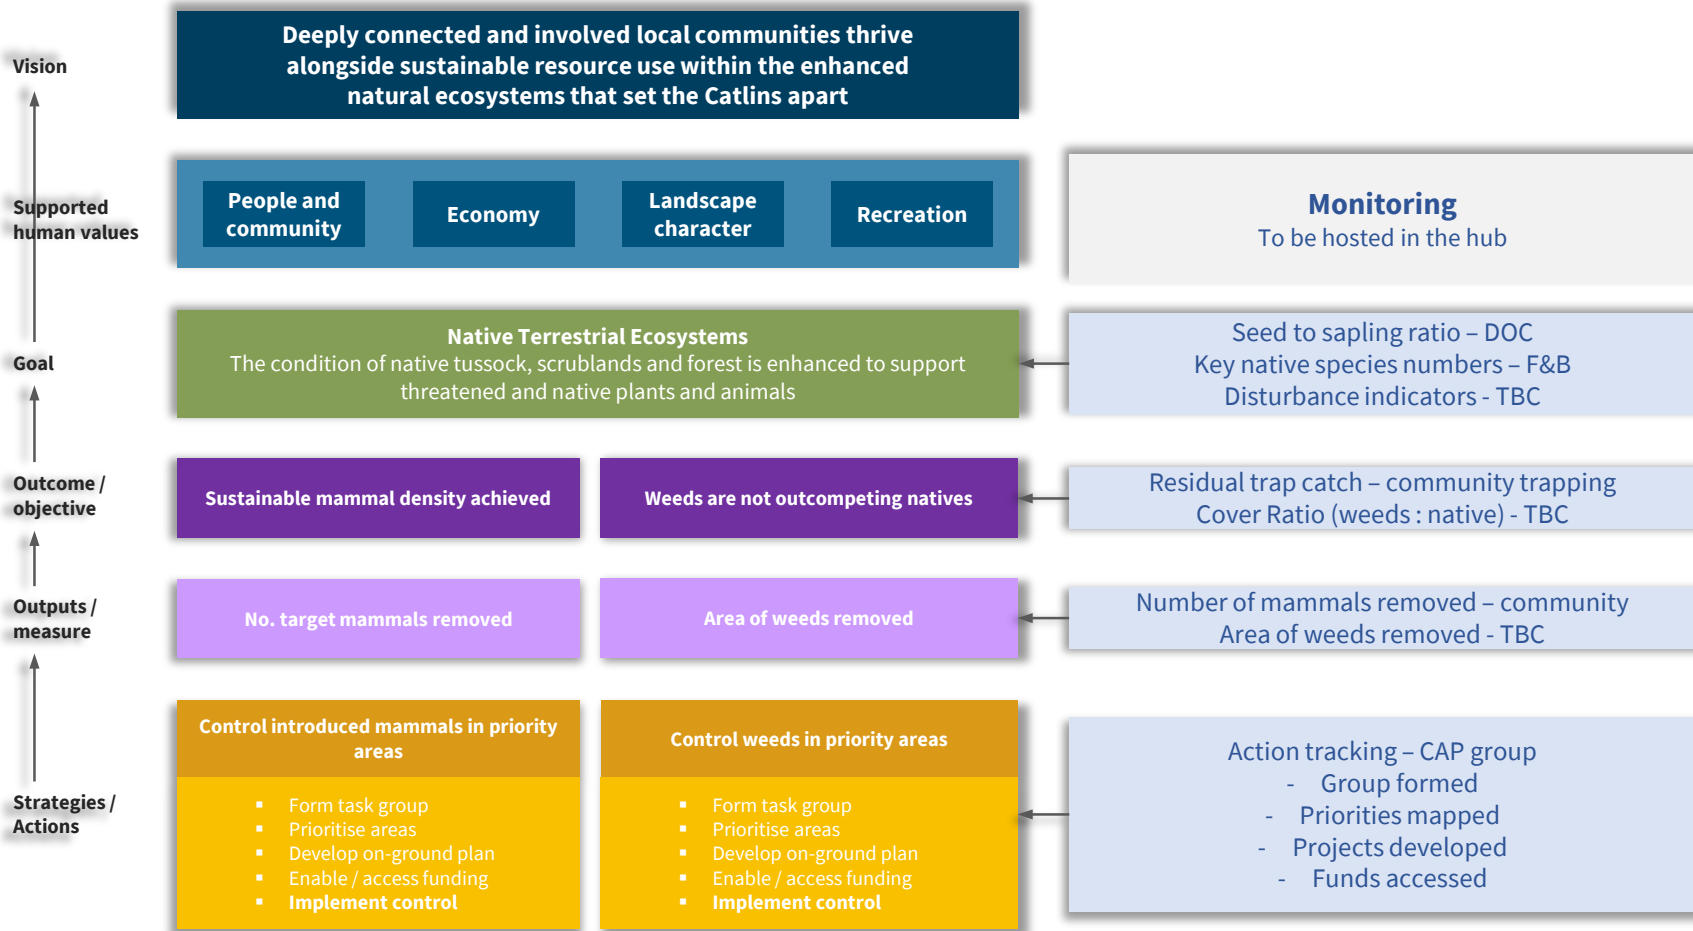 Vision
Deeply connected and involved local communities thrive
alongside sustainable resource use within the enhanced
natural ecosystems that set the Catlins apart
Supported
human values
People and
community
Economy
Landscape
character
Recreation
Monitoring
To be hosted in the hub
Goal
Native Terrestrial Ecosystems
The condition of native tussock, scrublands and forest is enhanced to support
threatened and native plants and animals
Seed to sapling ratio – DOC
Key native species numbers – F&B
Disturbance indicators - TBC
Outcome /
objective
Sustainable mammal density achieved
Weeds are not outcompeting natives
Residual trap catch – community trapping
Cover Ratio (weeds : native) - TBC
Outputs /
measure
No. target mammals removed
Area of weeds removed
Number of mammals removed – community
Area of weeds removed - TBC
Strategies /
Actions
Control introduced mammals in priority
areas
▪ Form task group
▪ Prioritise areas
▪ Develop on-ground plan
▪ Enable / access funding
▪ Implement control
Control weeds in priority areas
▪ Form task group
▪ Prioritise areas
▪ Develop on-ground plan
▪ Enable / access funding
▪ Implement control
Action tracking – CAP group
- Group formed
- Priorities mapped
- Projects developed
- Funds accessed